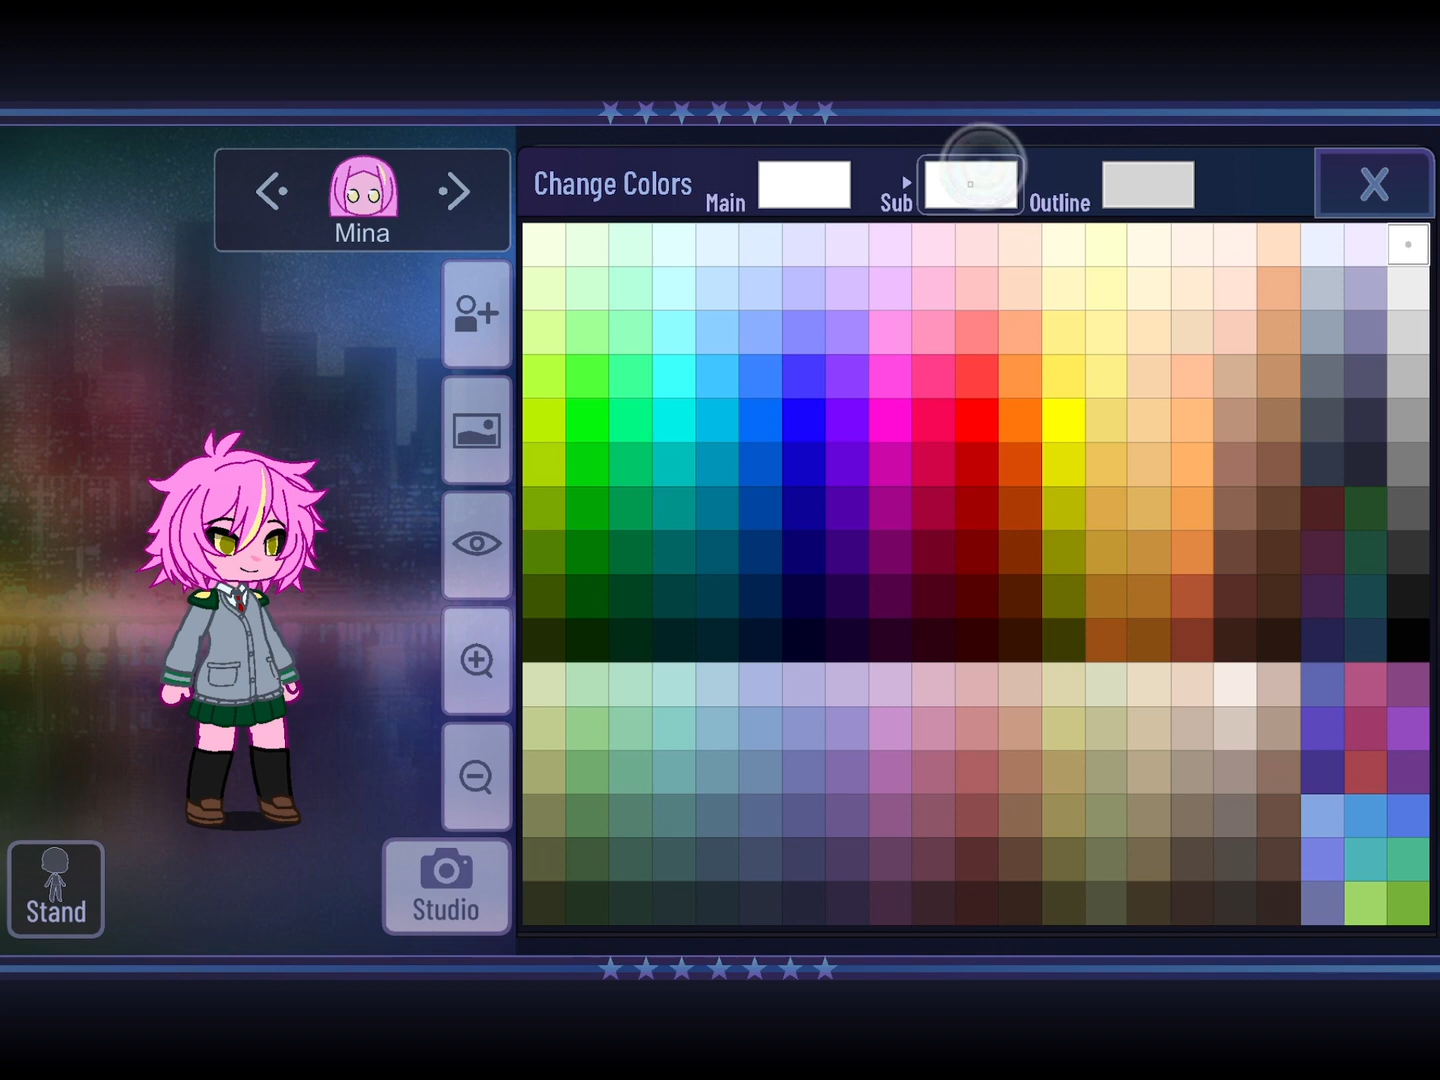 Mina
Change Colors
Main
Sub
Outline
X
Stand
Studio